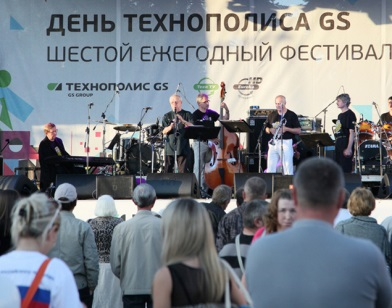 ДЕНЬ ТЕХНОПОЛИСА GS
ШЕСТОЙ ЕЖЕГОДНЫЙ ФЕСТИВАЛ
ТЕХНОПОЛИС GS
GS GROUP